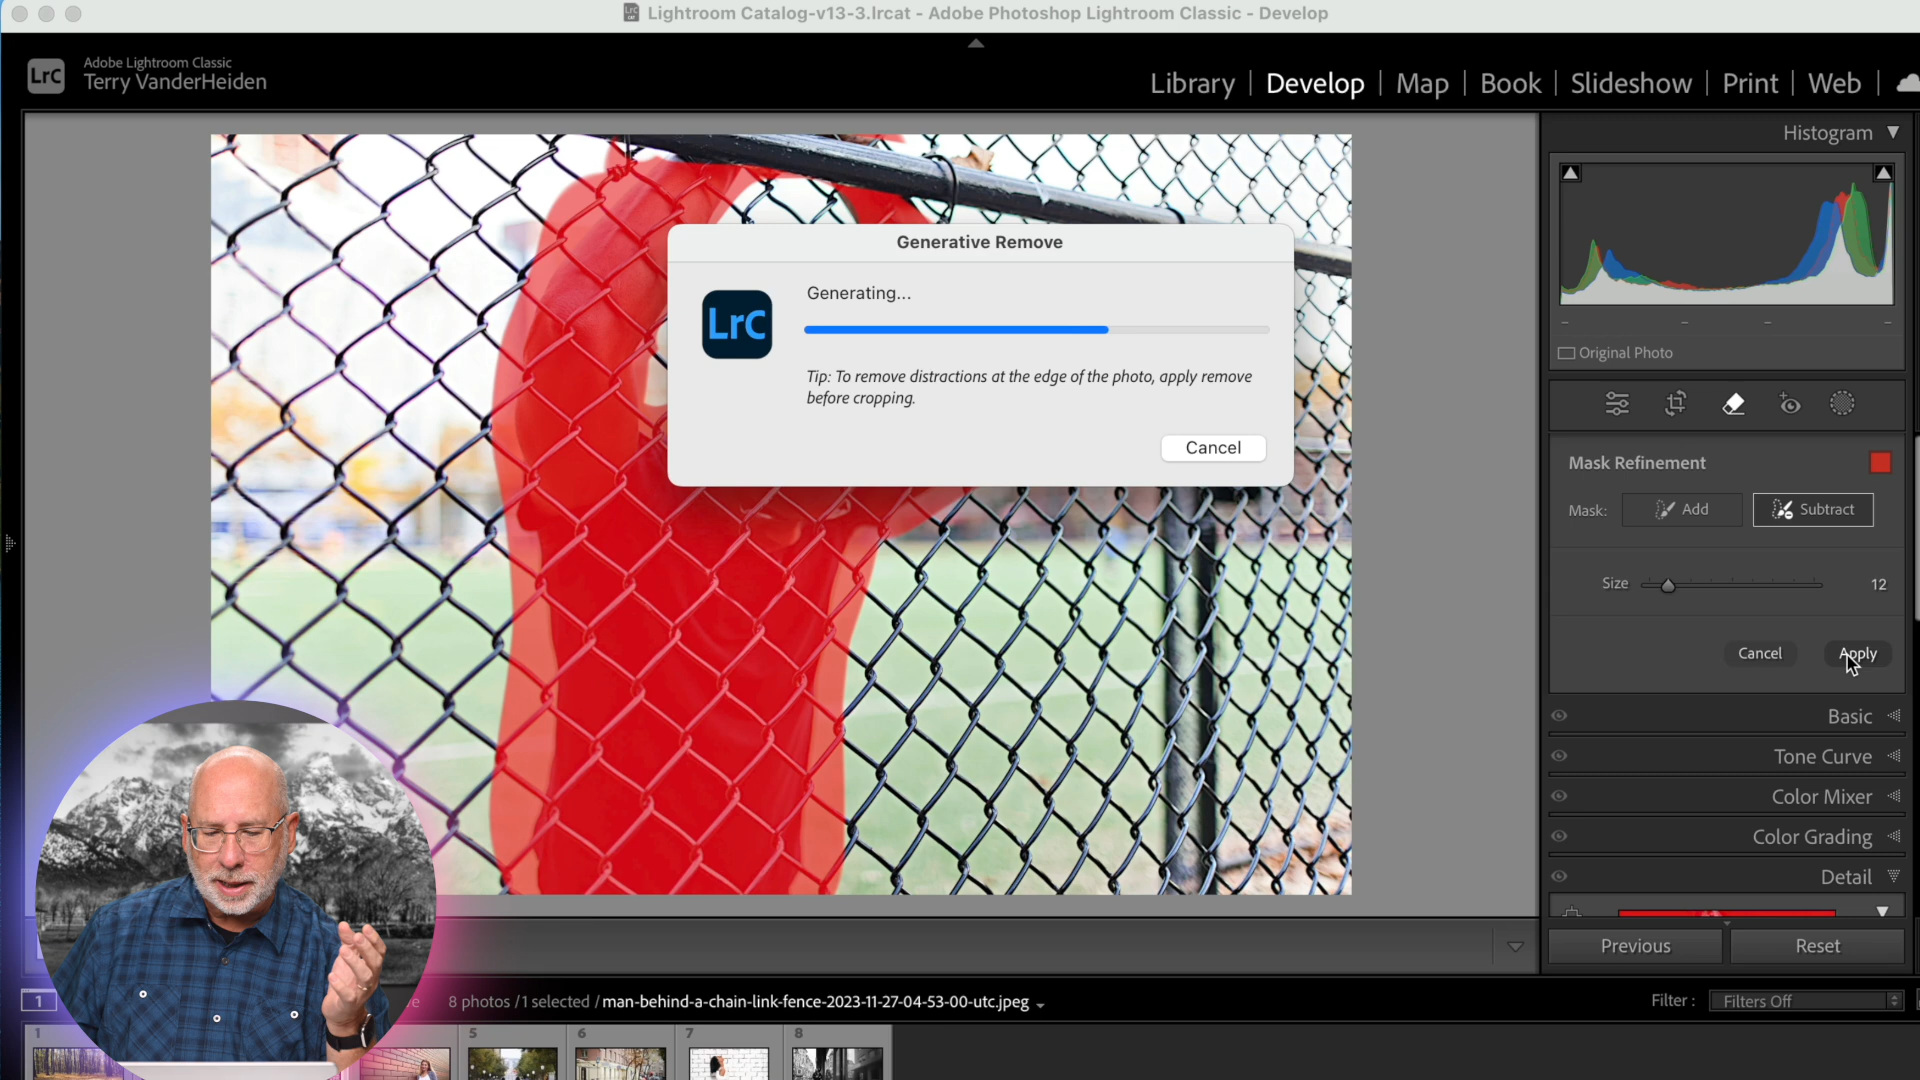 LrC
CAT
Lightroom Catalog-v13-3.lrcat - Adobe Photoshop Lightroom Classic - Develop
LrC
Adobe Lightroom Classic
Terry VanderHeiden
Library | Develop | Map | Book | Slideshow | Print | Web |
Histogram
Original Photo
Generative Remove
LrC
Generating...
Tip: To remove distractions at the edge of the photo, apply remove
before cropping.
Cancel
Mask Refinement
Mask: Add Subtract
Size 12
Cancel Apply
Basic
Tone Curve
Color Mixer
Color Grading
Detail
Previous Reset
1
8 photos / 1 selected / man-behind-a-chain-link-fence-2023-11-27-04-53-00-utc.jpeg
Filter : Filters Off
1 5 6 7 8